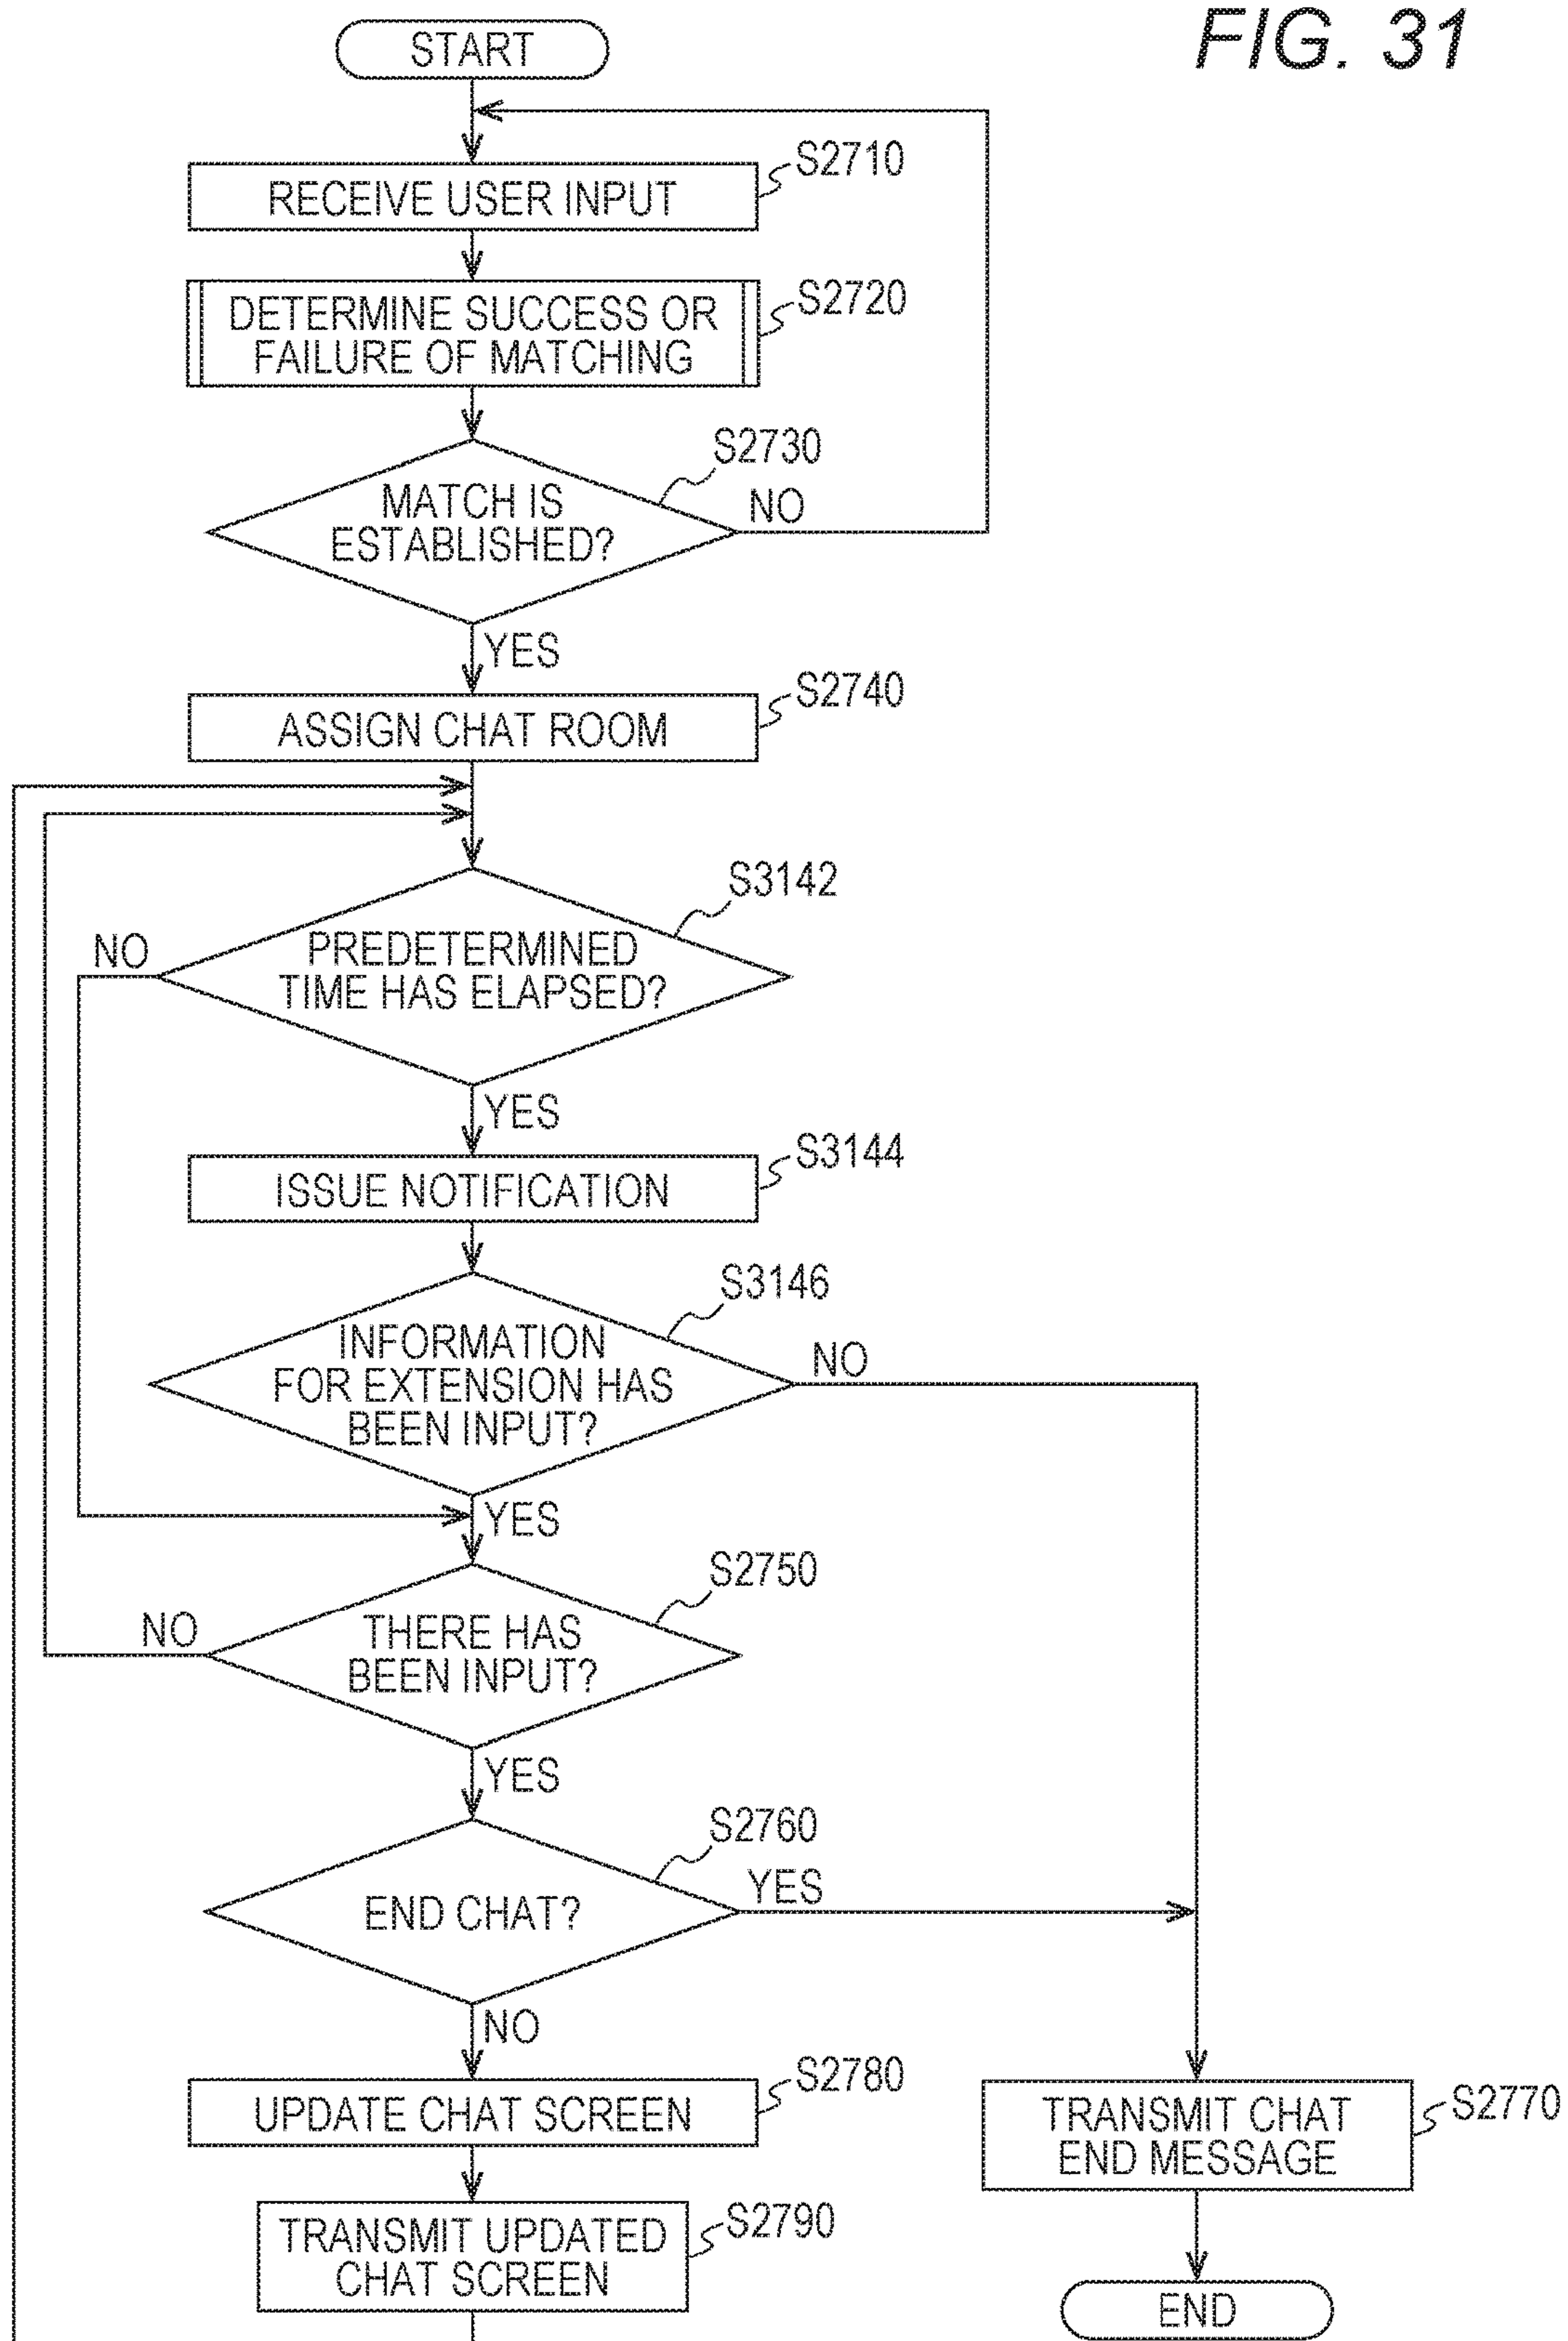 FIG. 31
START
S2710
RECEIVE USER INPUT
S2720
DETERMINE SUCCESS OR
FAILURE OF MATCHING
S2730
MATCH IS
ESTABLISHED?
NO
YES
S2740
ASSIGN CHAT ROOM
S3142
NO
PREDETERMINED
TIME HAS ELAPSED?
YES
S3144
ISSUE NOTIFICATION
S3146
INFORMATION
FOR EXTENSION HAS
BEEN INPUT?
NO
YES
S2750
NO
THERE HAS
BEEN INPUT?
YES
S2760
END CHAT?
YES
NO
S2780
UPDATE CHAT SCREEN
S2770
TRANSMIT CHAT
END MESSAGE
S2790
TRANSMIT UPDATED
CHAT SCREEN
END